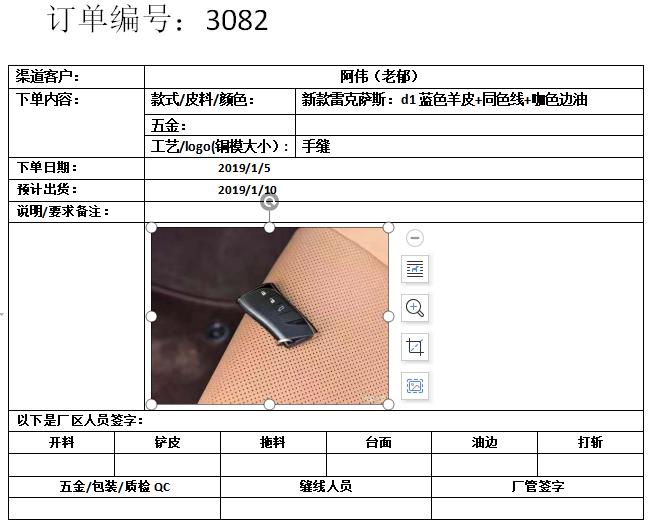 订单编号：3082
渠道客户： 阿伟（老郁）
下单内容： 款式/皮料/颜色： 新款雷克萨斯：d1蓝色羊皮+同色线+咖色边油
五金：
工艺/logo(铜模大小）： 手缝
下单日期： 2019/1/5
预计出货： 2019/1/10
说明/要求备注：
以下是厂区人员签字：
开料 铲皮 拖料 台面 油边 打斩
五金/包装/质检 QC 缝线人员 厂管签字